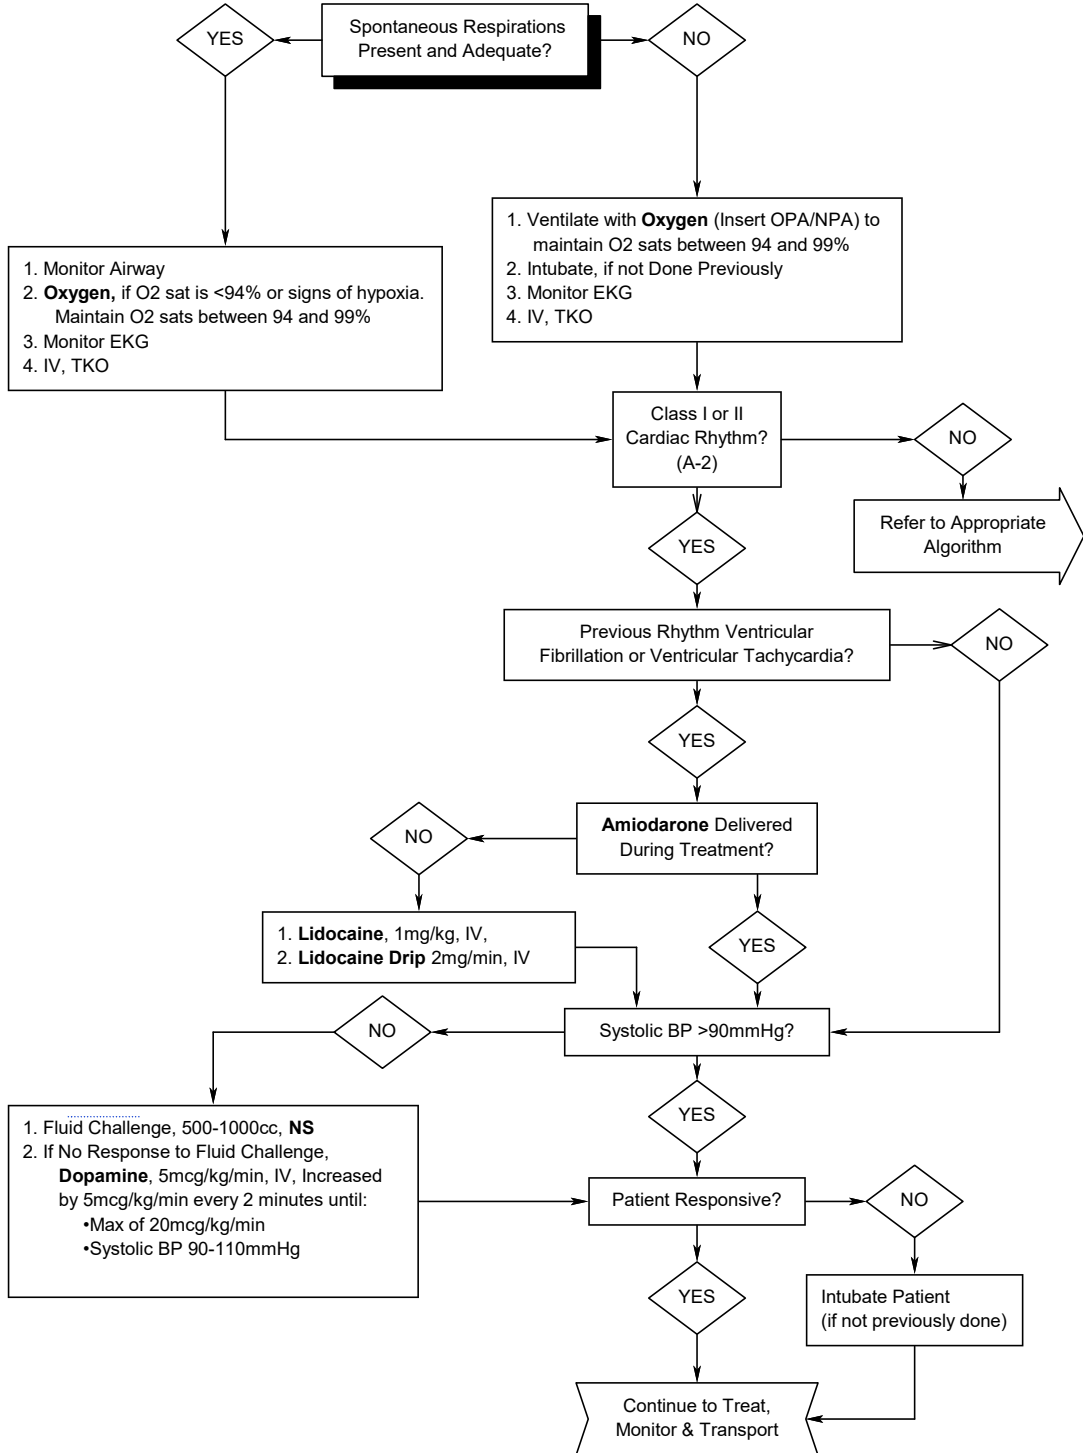 Spontaneous Respirations
Present and Adequate?
YES
NO
1. Ventilate with Oxygen (Insert OPA/NPA) to
maintain O2 sats between 94 and 99%
2. Intubate, if not Done Previously
3. Monitor EKG
4. IV, TKO
1. Monitor Airway
2. Oxygen, if O2 sat is <94% or signs of hypoxia.
Maintain O2 sats between 94 and 99%
3. Monitor EKG
4. IV, TKO
Class I or II
Cardiac Rhythm?
(A-2)
NO
Refer to Appropriate
Algorithm
YES
Previous Rhythm Ventricular
Fibrillation or Ventricular Tachycardia?
NO
YES
Amiodarone Delivered
During Treatment?
NO
1. Lidocaine, 1mg/kg, IV,
2. Lidocaine Drip 2mg/min, IV
YES
Systolic BP >90mmHg?
NO
YES
1. Fluid Challenge, 500-1000cc, NS
2. If No Response to Fluid Challenge,
Dopamine, 5mcg/kg/min, IV, Increased
by 5mcg/kg/min every 2 minutes until:
•Max of 20mcg/kg/min
•Systolic BP 90-110mmHg
Patient Responsive?
NO
YES
Intubate Patient
(if not previously done)
Continue to Treat,
Monitor & Transport